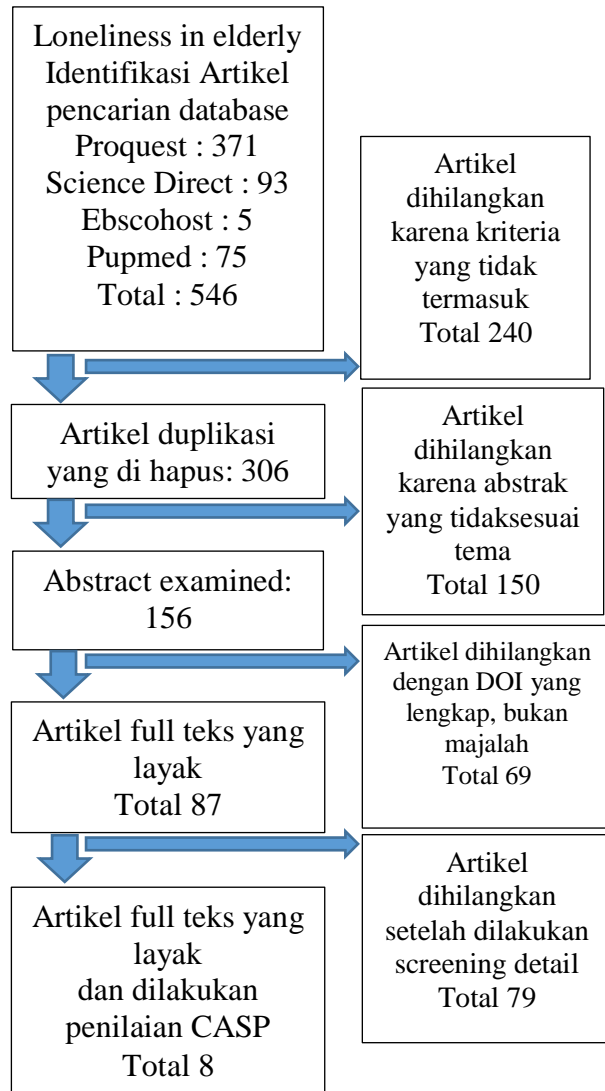 Loneliness in elderly
Identifikasi Artikel
pencarian database
Proquest : 371
Science Direct : 93
Ebscohost : 5
Pupmed : 75
Total : 546
Artikel
dihilangkan
karena kriteria
yang tidak
termasuk
Total 240
Artikel duplikasi
yang di hapus: 306
Artikel
dihilangkan
karena abstrak
yang tidaksesuai
tema
Total 150
Abstract examined:
156
Artikel dihilangkan
dengan DOI yang
lengkap, bukan
majalah
Total 69
Artikel full teks yang
layak
Total 87
Artikel
dihilangkan
setelah dilakukan
screening detail
Total 79
Artikel full teks yang
layak
dan dilakukan
penilaian CASP
Total 8